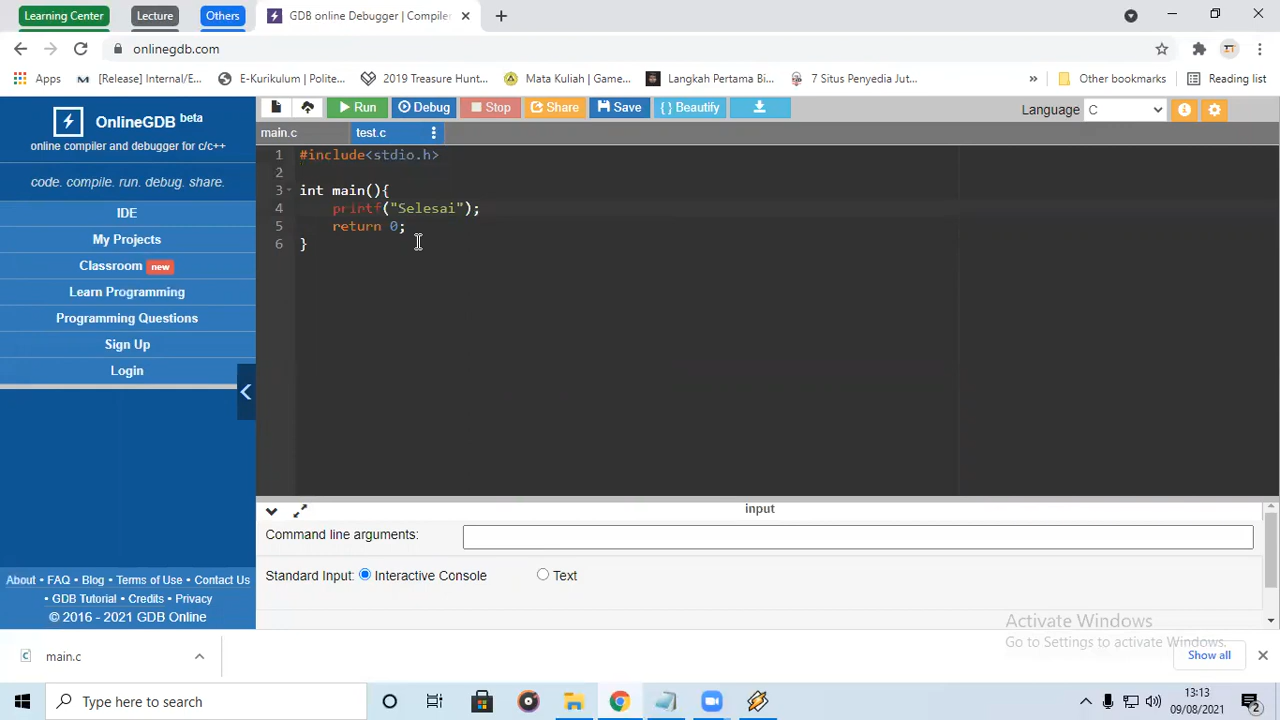 Learning Center Lecture Others GDB online Debugger | Compiler
onlinegdb.com
Apps [Release] Internal/E... E-Kurikulum | Polite... 2019 Treasure Hunt... Mata Kuliah | Game... Langkah Pertama Bi... 7 Situs Penyedia Jut... » Other bookmarks Reading list
OnlineGDB beta
online compiler and debugger for c/c++
code. compile. run. debug. share.
IDE
My Projects
Classroom new
Learn Programming
Programming Questions
Sign Up
Login
About • FAQ • Blog • Terms of Use • Contact Us
• GDB Tutorial • Credits • Privacy
© 2016 - 2021 GDB Online
Run Debug Stop Share Save { } Beautify Language C
main.c test.c
1 #include<stdio.h>
2
3 int main(){
4 printf("Selesai");
5 return 0;
6 }
input
Command line arguments:
Standard Input: Interactive Console Text
Activate Windows
Go to Settings to activate Windows.
main.c Show all
Type here to search
13:13
09/08/2021
2